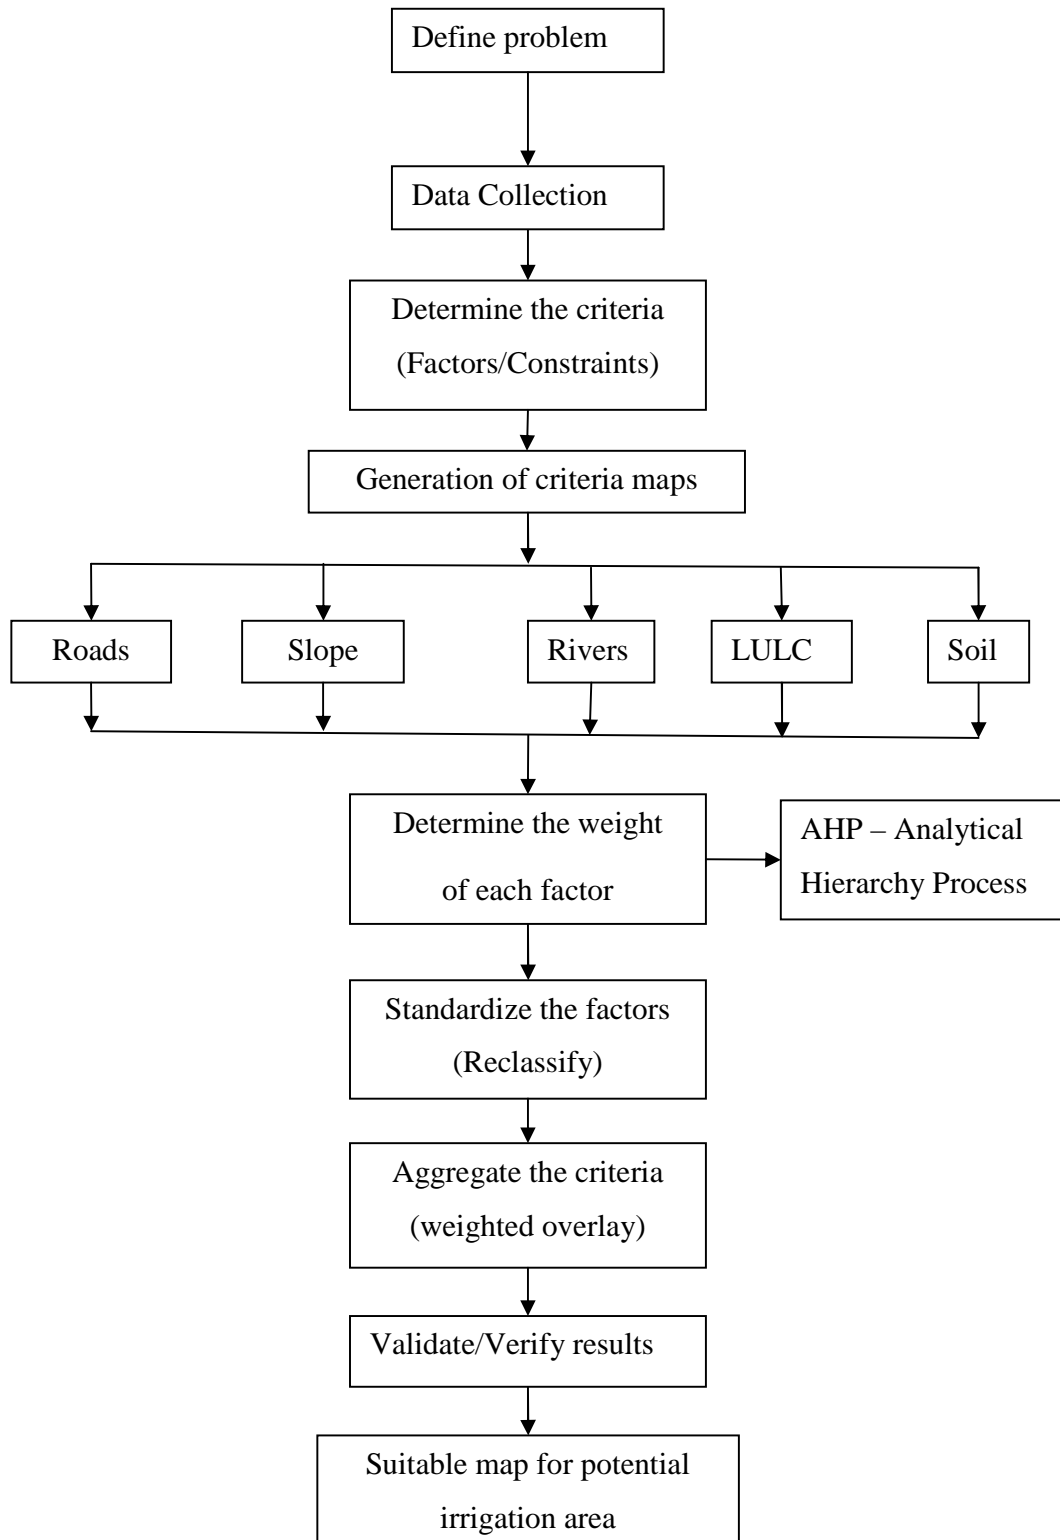 Define problem
Data Collection
Determine the criteria
(Factors/Constraints)
Generation of criteria maps
Roads
Slope
Rivers
LULC
Soil
Determine the weight
of each factor
AHP – Analytical
Hierarchy Process
Standardize the factors
(Reclassify)
Aggregate the criteria
(weighted overlay)
Validate/Verify results
Suitable map for potential
irrigation area